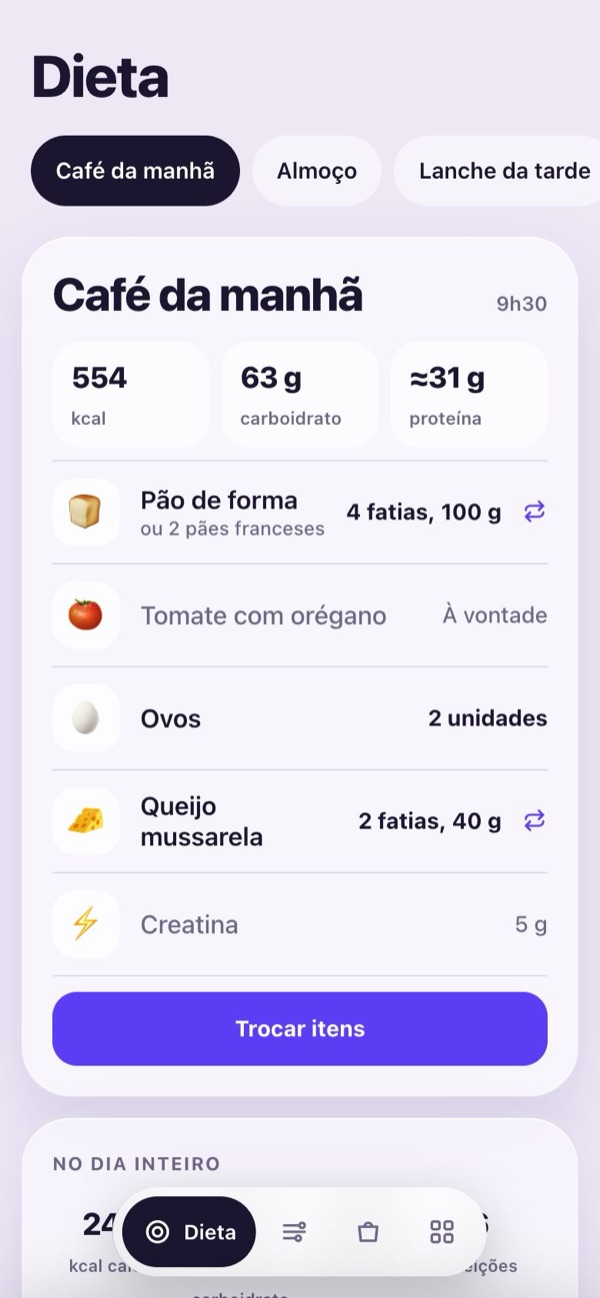 Dieta
Café da manhã
Almoço
Lanche da tarde
Café da manhã
9h30
554
63 g
≈31 g
kcal
carboidrato
proteína
Pão de forma
ou 2 pães franceses
4 fatias, 100 g
Tomate com orégano
À vontade
Ovos
2 unidades
Queijo
mussarela
2 fatias, 40 g
Creatina
5 g
Trocar itens
NO DIA INTEIRO
Dieta
kcal